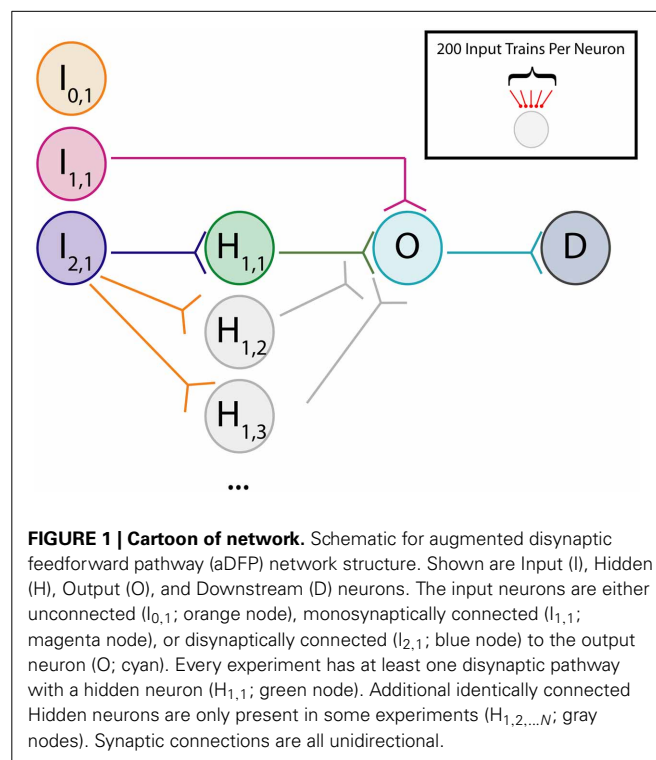 I0,1
200 Input Trains Per Neuron
I1,1
I2,1
H1,1
O
D
H1,2
H1,3
...
FIGURE 1 | Cartoon of network. Schematic for augmented disynaptic
feedforward pathway (aDFP) network structure. Shown are Input (I), Hidden
(H), Output (O), and Downstream (D) neurons. The input neurons are either
unconnected (I0,1; orange node), monosynaptically connected (I1,1;
magenta node), or disynaptically connected (I2,1; blue node) to the output
neuron (O; cyan). Every experiment has at least one disynaptic pathway
with a hidden neuron (H1,1; green node). Additional identically connected
Hidden neurons are only present in some experiments (H1,2,...N; gray
nodes). Synaptic connections are all unidirectional.